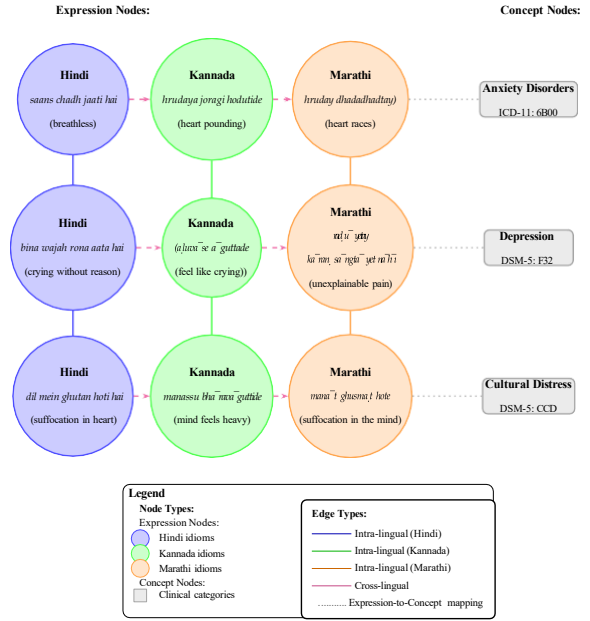 Expression Nodes:
Concept Nodes:
Hindi
saans chadh jaati hai
(breathless)
Kannada
hrudaya joragi hodutide
(heart pounding)
Marathi
hruday dhadadhadtay)
(heart races)
Anxiety Disorders
ICD-11: 6B00
Hindi
bina wajah rona aata hai
(crying without reason)
Kannada
(feel like crying))
Marathi
(unexplainable pain)
Depression
DSM-5: F32
Hindi
dil mein ghutan hoti hai
(suffocation in heart)
Kannada
manassu
(mind feels heavy)
Marathi
hote
(suffocation in the mind)
Cultural Distress
DSM-5: CCD
Legend
Node Types:
Expression Nodes:
Hindi idioms
Kannada idioms
Marathi idioms
Concept Nodes:
Clinical categories
Edge Types:
Intra-lingual (Hindi)
Intra-lingual (Kannada)
Intra-lingual (Marathi)
Cross-lingual
Expression-to-Concept mapping